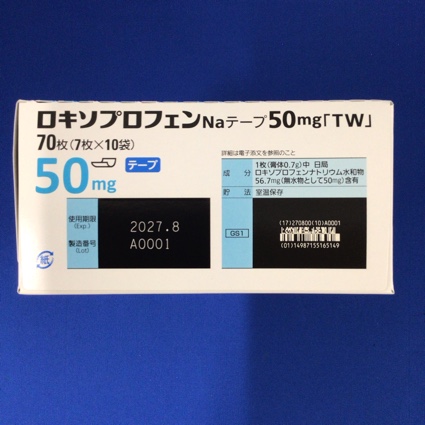 ロキソプロフェンNaテープ50mg「TW」
70枚(7枚×10袋)
50mg
テープ
詳細は電子添文を参照のこと
成分
1枚(膏体0.7g)中 日局
ロキソプロフェンナトリウム水和物
56.7mg(無水物として50mg)含有
貯法 室温保存
使用期限
(Exp.)
2027.8
製造番号
(Lot)
A0001
紙
GS1
(17)270800(10)A0001
(01)14987155165149